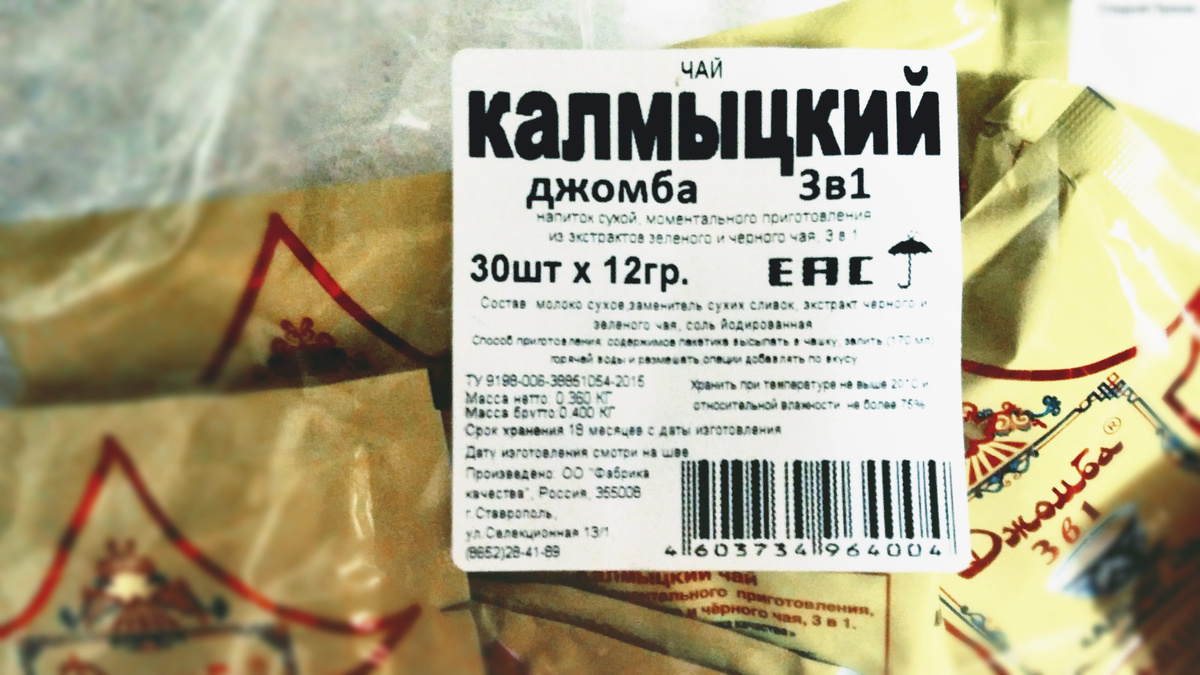 ЧАЙ
калмыцкий
джомба 3в1
напиток сухой, моментального приготовления
из экстрактов зеленого и черного чая, 3 в 1
30шт х 12гр.
EAC
Состав молоко сухое,заменитель сухих сливок, экстракт черного и
зеленого чая, соль йодированная
Способ приготовления: содержимое пакетика высыпать в чашку, залить (170 мл)
горячей воды и размешать,специи добавлять по вкусу
ТУ 9198-006-38851054-2015
Масса нетто: 0,360 КГ
Масса брутто:0,400 КГ
Хранить при температуре не выше 20°С и
относительной влажности не более 75%
Срок хранения 18 месяцев с даты изготовления
Дату изготовления смотри на шве
Произведено: ОО "Фабрика
качества", Россия, 355008
г.Ставрополь,
ул.Селекционная 13/1
(8652)28-41-89
4 603734 964004
калмыцкий чай
приготовления,
и чёрного чая, 3 в 1.
качества»
Джомба®
3 в 1